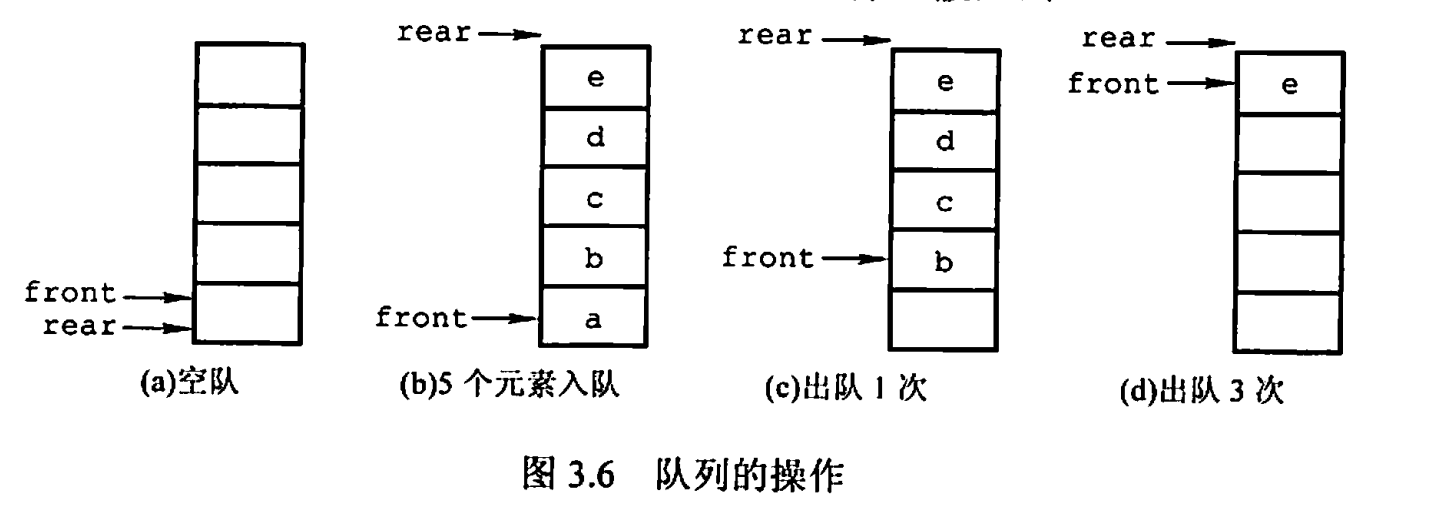 rear
e
d
c
b
front
a
rear
e
d
c
front
b
rear
front
e
front
rear
(a)空队
(b)5 个元素入队
(c)出队 1 次
(d)出队 3 次
图 3.6 队列的操作